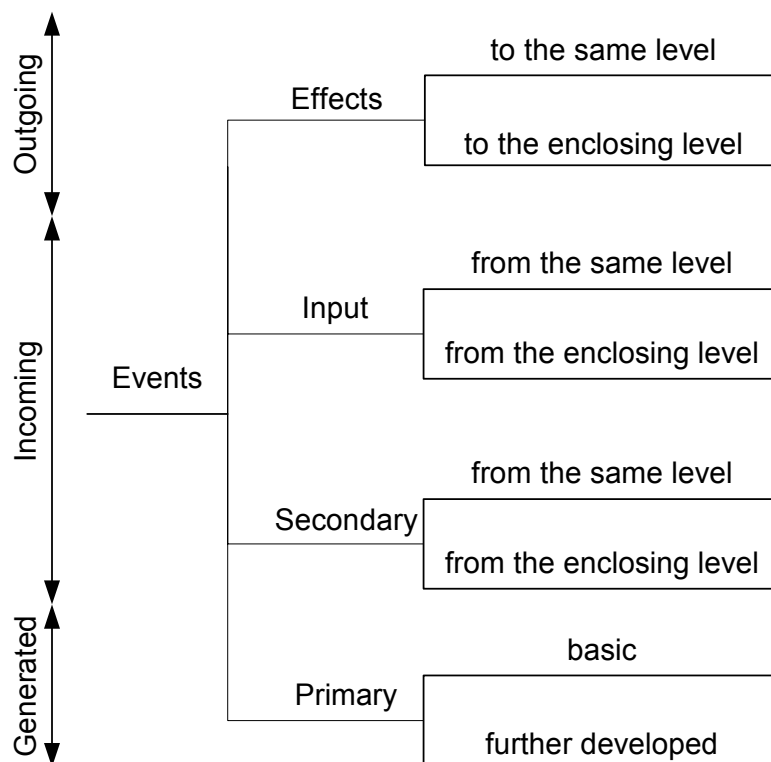 Outgoing
Incoming
Generated
Events
Effects
to the same level
to the enclosing level
Input
from the same level
from the enclosing level
Secondary
from the same level
from the enclosing level
Primary
basic
further developed